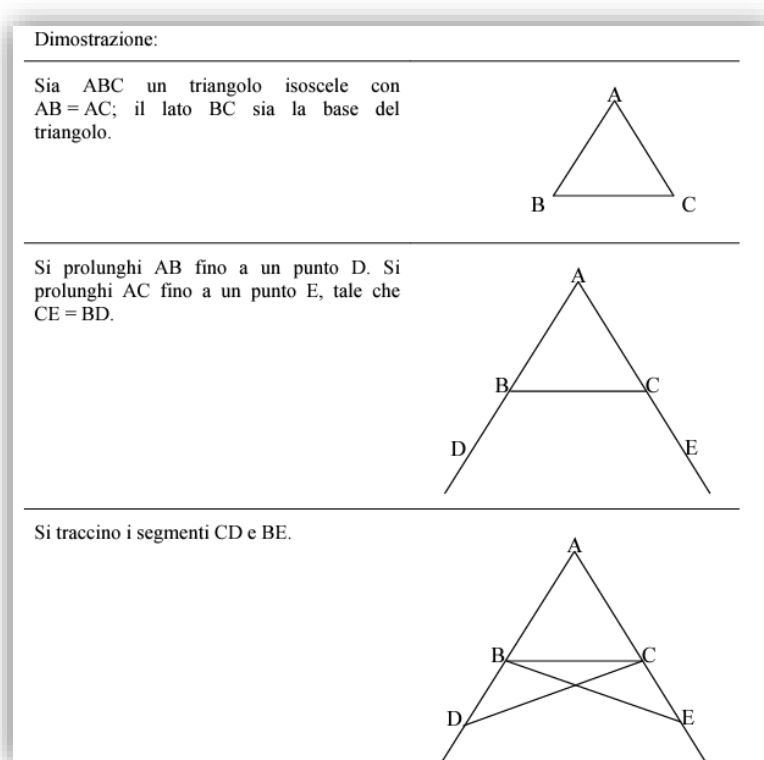 Dimostrazione:
Sia ABC un triangolo isoscele con
AB = AC; il lato BC sia la base del
triangolo.
A
B
C
Si prolunghi AB fino a un punto D. Si
prolunghi AC fino a un punto E, tale che
CE = BD.
A
B
C
D
E
Si traccino i segmenti CD e BE.
A
B
C
D
E